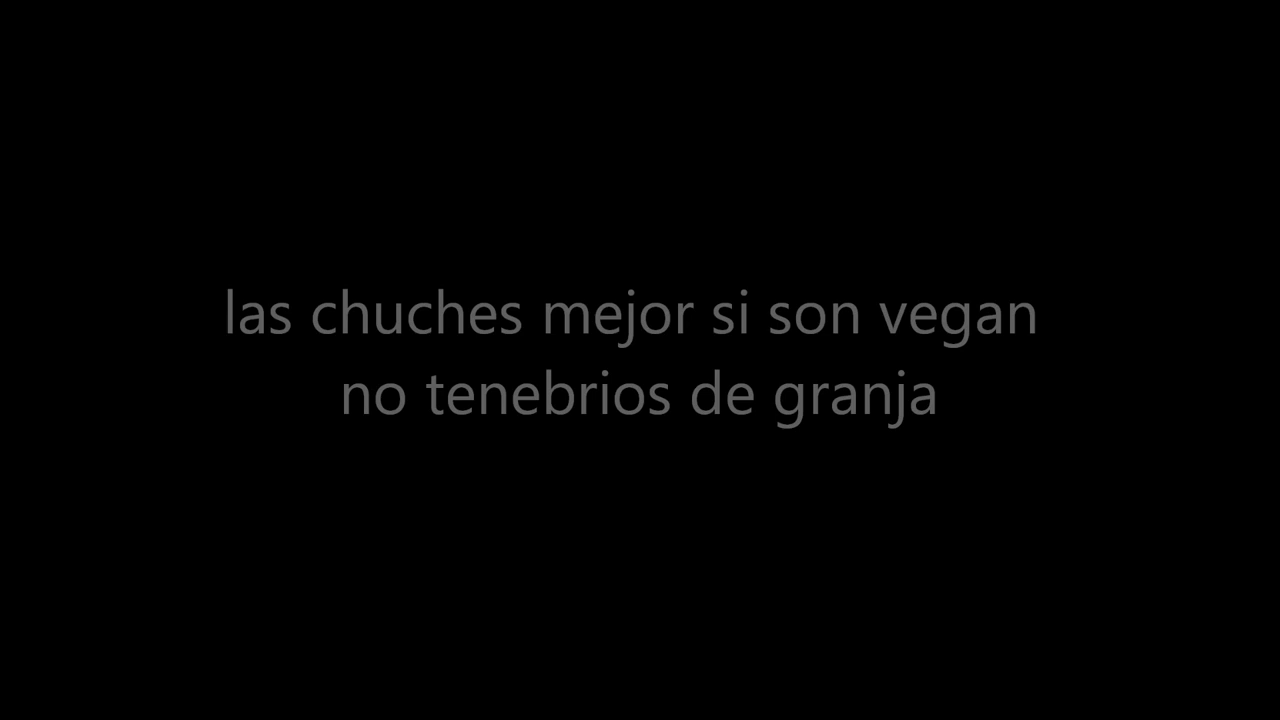 las chuches mejor si son vegan
no tenebrios de granja